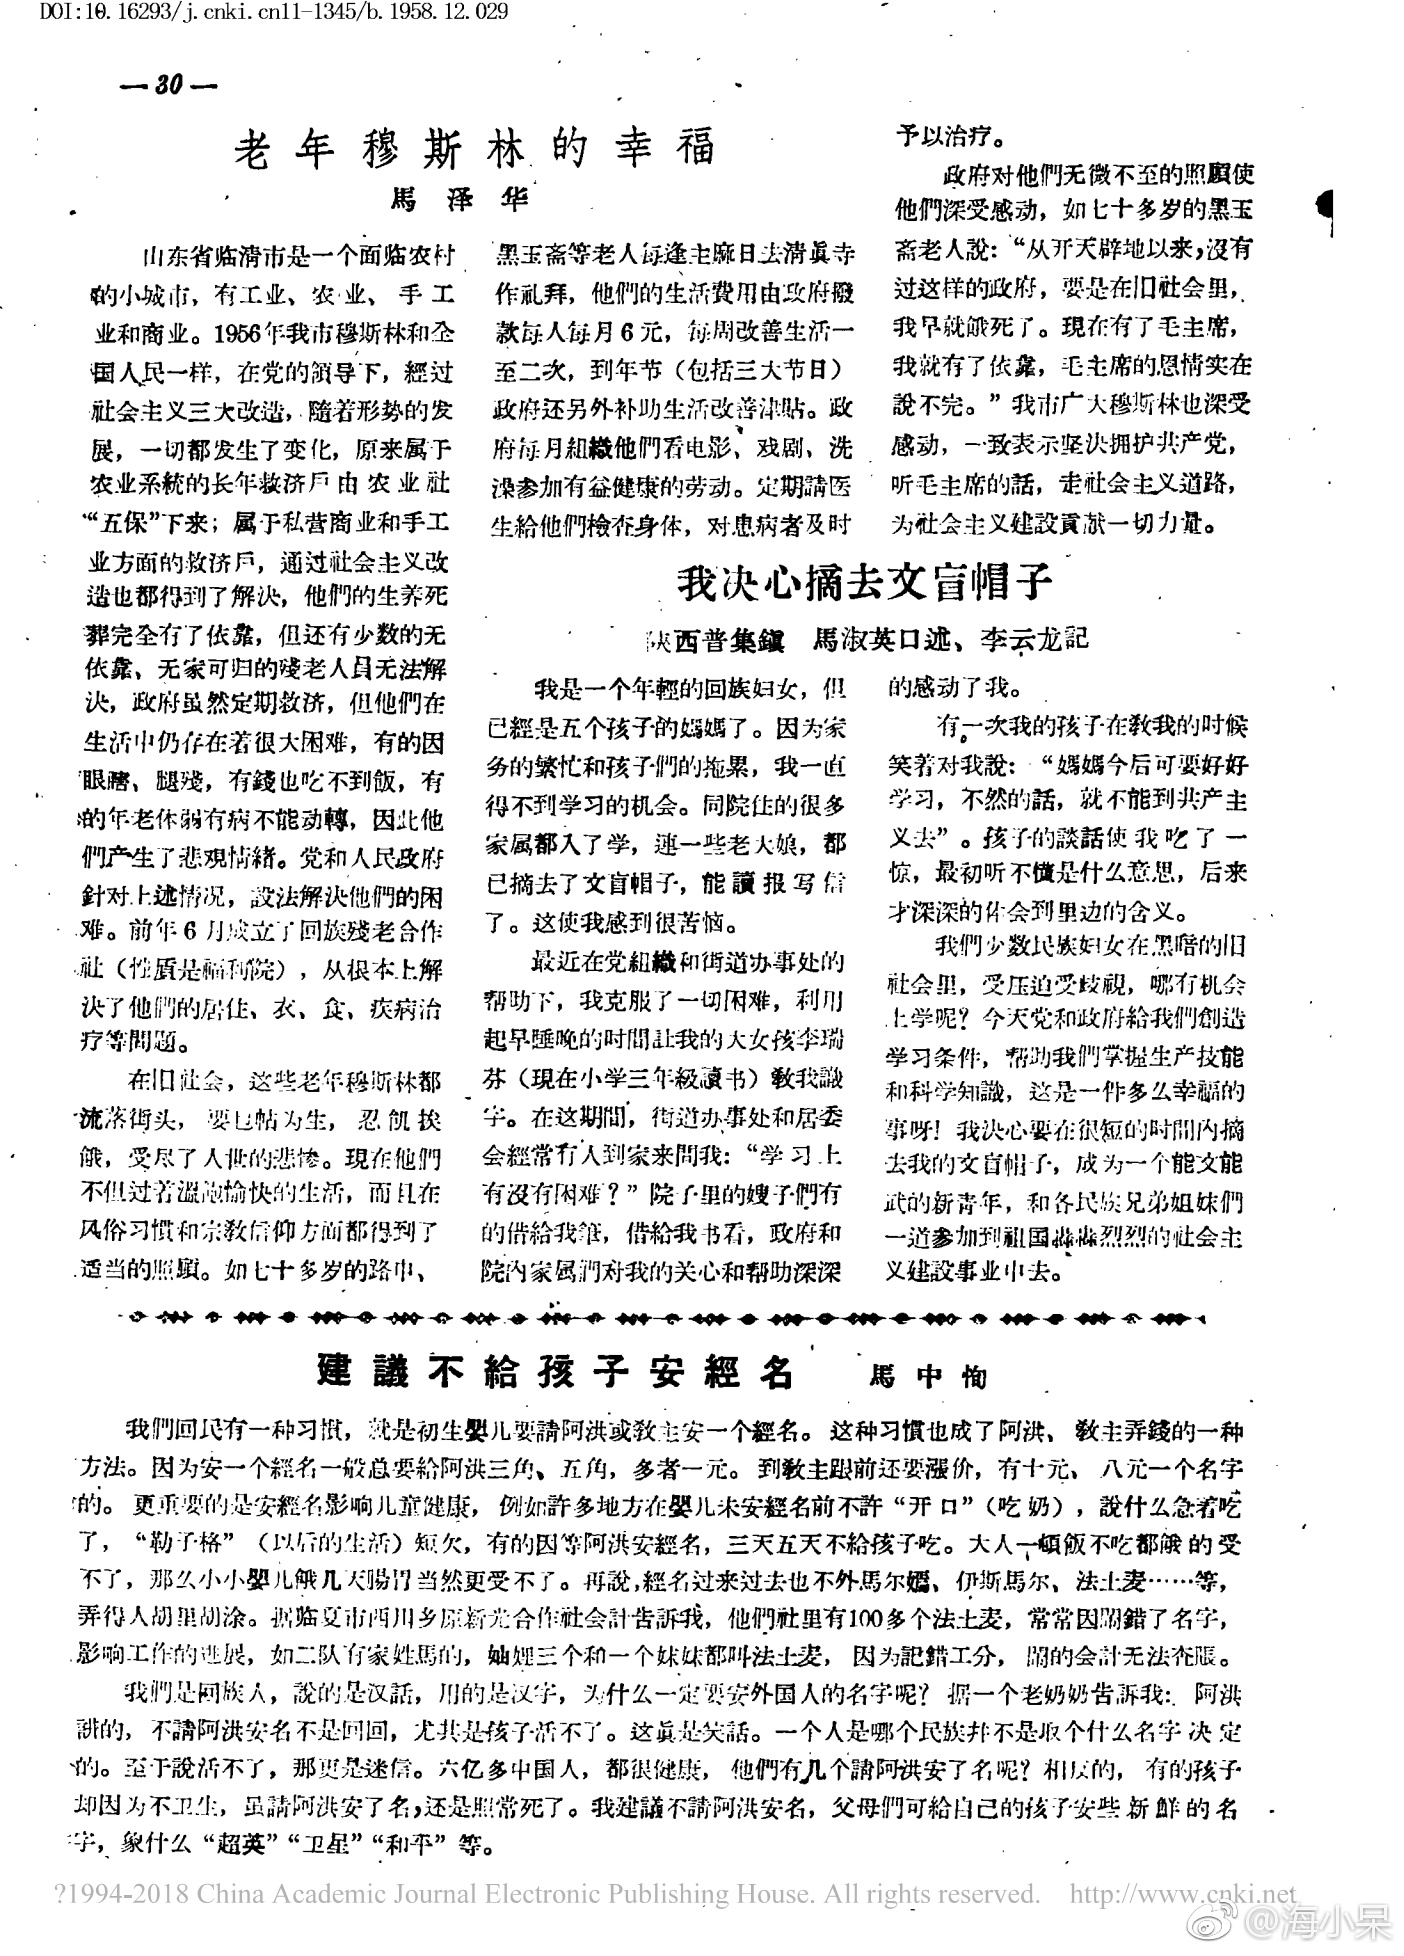 DOI:10.16293/j.cnki.cn11-1345/b.1958.12.029
—30—
老年穆斯林的幸福
馬泽华
山东省临清市是一个面临农村
的小城市，有工业、农业、手工
业和商业。1956年我市穆斯林和全
国人民一样，在党的領导下，經过
社会主义三大改造，随着形势的发
展，一切都发生了变化，原来属于
农业系統的长年救济戶由农业社
“五保”下来；属于私营商业和手工
业方面的救济戶，通过社会主义改
造也都得到了解决，他們的生养死
葬完全有了依靠，但还有少数的无
依靠、无家可归的残老人員无法解
决，政府虽然定期救济，但他們在
生活中仍存在着很大困难，有的因
眼瞎、腿残，有錢也吃不到飯，有
的年老体弱有病不能动轉，因此他
們产生了悲观情緒。党和人民政府
針对上述情况，設法解决他們的困
难。前年6月成立了回族残老合作
社（性质是福利院），从根本上解
决了他們的居住、衣、食、疾病治
疗等問題。
在旧社会，这些老年穆斯林都
流落街头，要乜帖为生，忍飢挨
餓，受尽了人世的悲惨。現在他們
不但过着溫飽愉快的生活，而且在
风俗习慣和宗教信仰方面都得到了
适当的照顧。如七十多岁的路中、
黑玉斋等老人每逢主麻日去清真寺
作礼拜，他們的生活費用由政府撥
款每人每月6元，每周改善生活一
至二次，到年节（包括三大节日）
政府还另外补助生活改善津貼。政
府每月組織他們看电影、戏剧、洗
澡参加有益健康的劳动。定期請医
生給他們檢查身体，对患病者及时
予以治疗。
政府对他們无微不至的照顧使
他們深受感动，如七十多岁的黑玉
斋老人說：“从开天辟地以来，沒有
过这样的政府，要是在旧社会里，
我早就餓死了。現在有了毛主席，
我就有了依靠，毛主席的恩情实在
說不完。”我市广大穆斯林也深受
感动，一致表示坚决拥护共产党，
听毛主席的話，走社会主义道路，
为社会主义建設貢献一切力量。
我决心摘去文盲帽子
陝西普集鎭　馬淑英口述、李云龙記
我是一个年輕的回族妇女，但
已經是五个孩子的媽媽了。因为家
务的繁忙和孩子們的拖累，我一直
得不到学习的机会。同院住的很多
家属都入了学，連一些老大娘，都
已摘去了文盲帽子，能讀报写信
了。这使我感到很苦恼。
最近在党組織和街道办事处的
帮助下，我克服了一切困难，利用
起早睡晚的时間让我的大女孩李瑞
芬（現在小学三年級讀书）教我識
字。在这期間，街道办事处和居委
会經常有人到家来問我：“学习上
有沒有困难？”院子里的嫂子們有
的借給我筆，借給我书看，政府和
院內家属們对我的关心和帮助深深
的感动了我。
有一次我的孩子在教我的时候
笑着对我說：“媽媽今后可要好好
学习，不然的話，就不能到共产主
义去”。孩子的談話使我吃了一
惊，最初听不懂是什么意思，后来
才深深的体会到里边的含义。
我們少数民族妇女在黑暗的旧
社会里，受压迫受歧視，哪有机会
上学呢？今天党和政府給我們創造
学习条件，帮助我們掌握生产技能
和科学知識，这是一件多么幸福的
事呀！我决心要在很短的时間內摘
去我的文盲帽子，成为一个能文能
武的新青年，和各民族兄弟姐妹們
一道参加到祖国轟轟烈烈的社会主
义建設事业中去。
建議不給孩子安經名　馬中恂
我們回民有一种习慣，就是初生嬰儿要請阿洪或敎主安一个經名。这种习慣也成了阿洪、敎主弄錢的一种
方法。因为安一个經名一般总要給阿洪三角、五角，多者一元。到敎主跟前还要漲价，有十元、八元一个名字
的。更重要的是安經名影响儿童健康，例如許多地方在嬰儿未安經名前不許“开口”（吃奶），說什么急着吃
了，“勒子格”（以后的生活）短欠，有的因等阿洪安經名，三天五天不給孩子吃。大人一頓飯不吃都餓的受
不了，那么小小嬰儿餓几天腸胃当然更受不了。再說，經名过来过去也不外馬尔嫣、伊斯馬尔、法土麦……等，
弄得人胡里胡涂。据临夏市西川乡原新光合作社会計告訴我，他們社里有100多个法土麦，常常因鬧錯了名字，
影响工作的进展，如二队有家姓馬的，妯娌三个和一个妹妹都叫法土麦，因为記錯工分，鬧的会計无法查賬。
我們是回族人，說的是汉話，用的是汉字，为什么一定要安外国人的名字呢？据一个老奶奶告訴我：阿洪
說的，不請阿洪安名不是回回，尤其是孩子活不了。这眞是笑話。一个人是哪个民族幷不是取个什么名字决定
的。至于說活不了，那更是迷信。六亿多中国人，都很健康，他們有几个請阿洪安了名呢？相反的，有的孩子
却因为不卫生，虽請阿洪安了名，还是照常死了。我建議不請阿洪安名，父母們可給自己的孩子安些新鮮的名
字，象什么“超英”“卫星”“和平”等。
?1994-2018 China Academic Journal Electronic Publishing House. All rights reserved. http://www.cnki.net
@海小呆